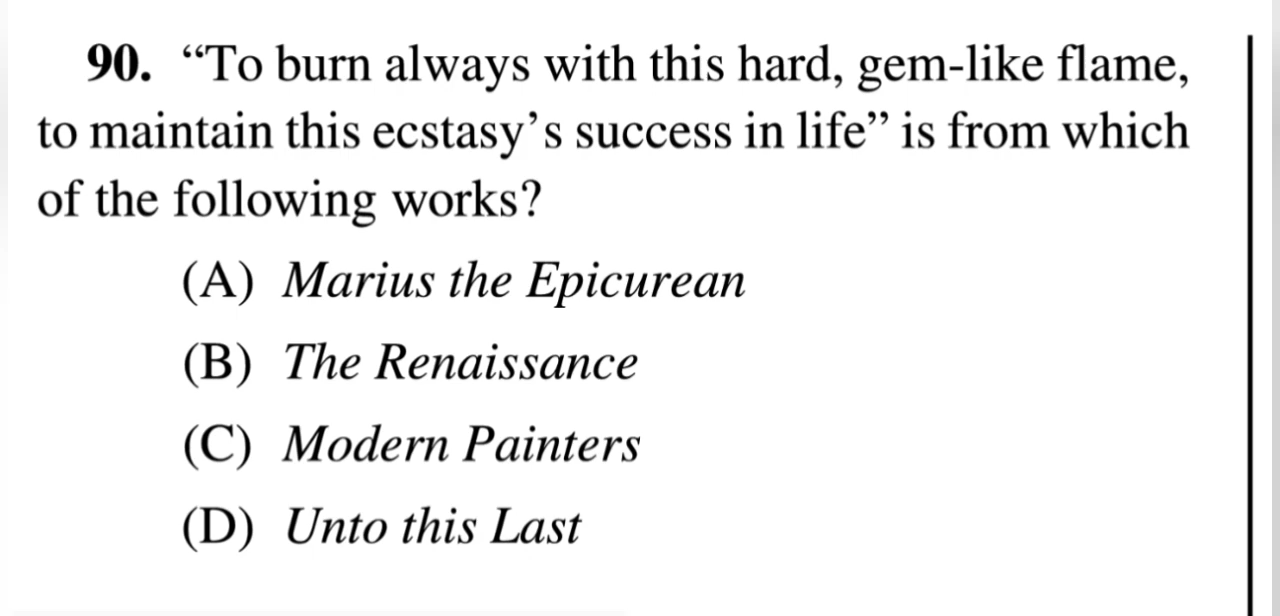 90. “To burn always with this hard, gem-like flame,
to maintain this ecstasy’s success in life” is from which
of the following works?
(A) Marius the Epicurean
(B) The Renaissance
(C) Modern Painters
(D) Unto this Last